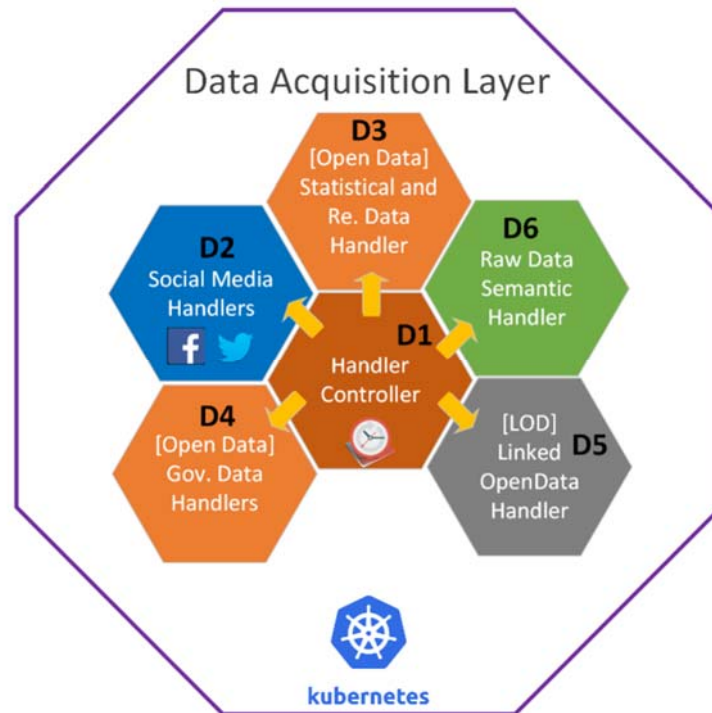 Data Acquisition Layer
D3
[Open Data]
Statistical and
Re. Data
Handler
D2
Social Media
Handlers
f
D6
Raw Data
Semantic
Handler
D1
Handler
Controller
D4
[Open Data]
Gov. Data
Handlers
[LOD]
Linked D5
OpenData
Handler
kubernetes